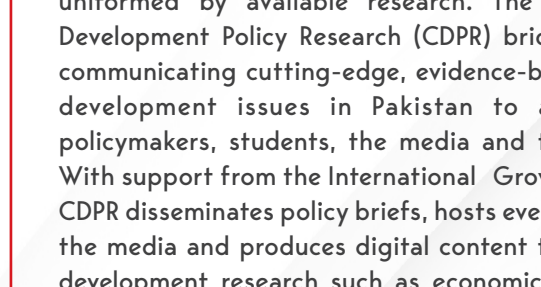 uniformed by available research. The
Development Policy Research (CDPR)
communicating cutting-edge,
development issues in Pakistan to
policymakers, students, the media and
With support from the International
CDPR disseminates policy briefs, hosts
the media and produces digital content
development research such as economic